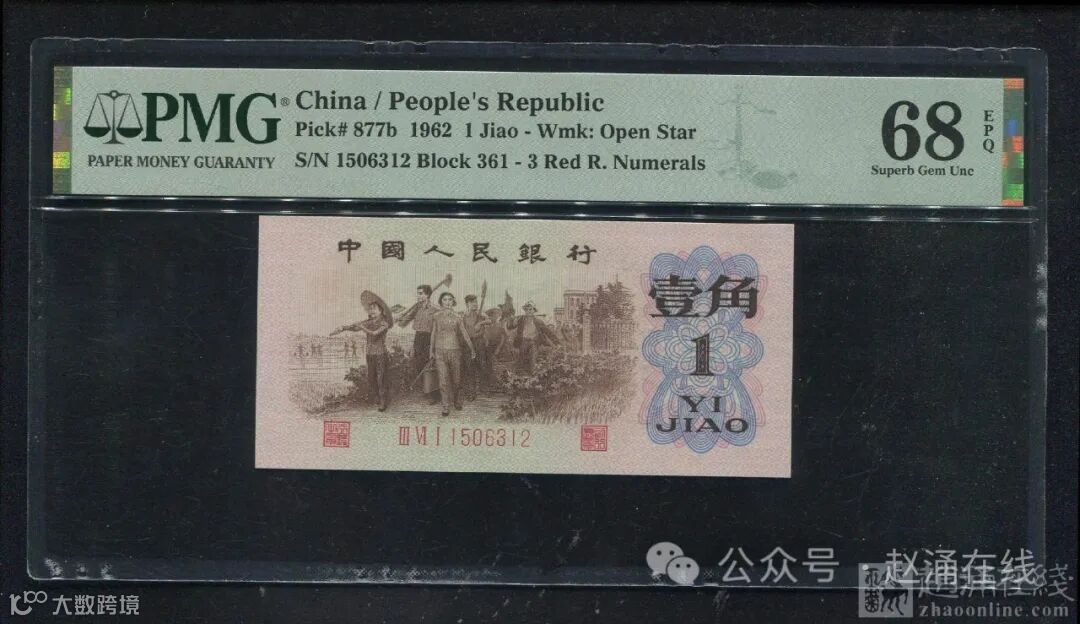 PMG®
PAPER MONEY GUARANTY
China / People's Republic
Pick# 877b 1962 1 Jiao - Wmk: Open Star
S/N 1506312 Block 361 - 3 Red R. Numerals
68
EPQ
Superb Gem Unc
中國人民銀行
壹角
1
YI
JIAO
III VI I 1506312
公众号 · 赵涌在线
zhaoonline.com
大数跨境